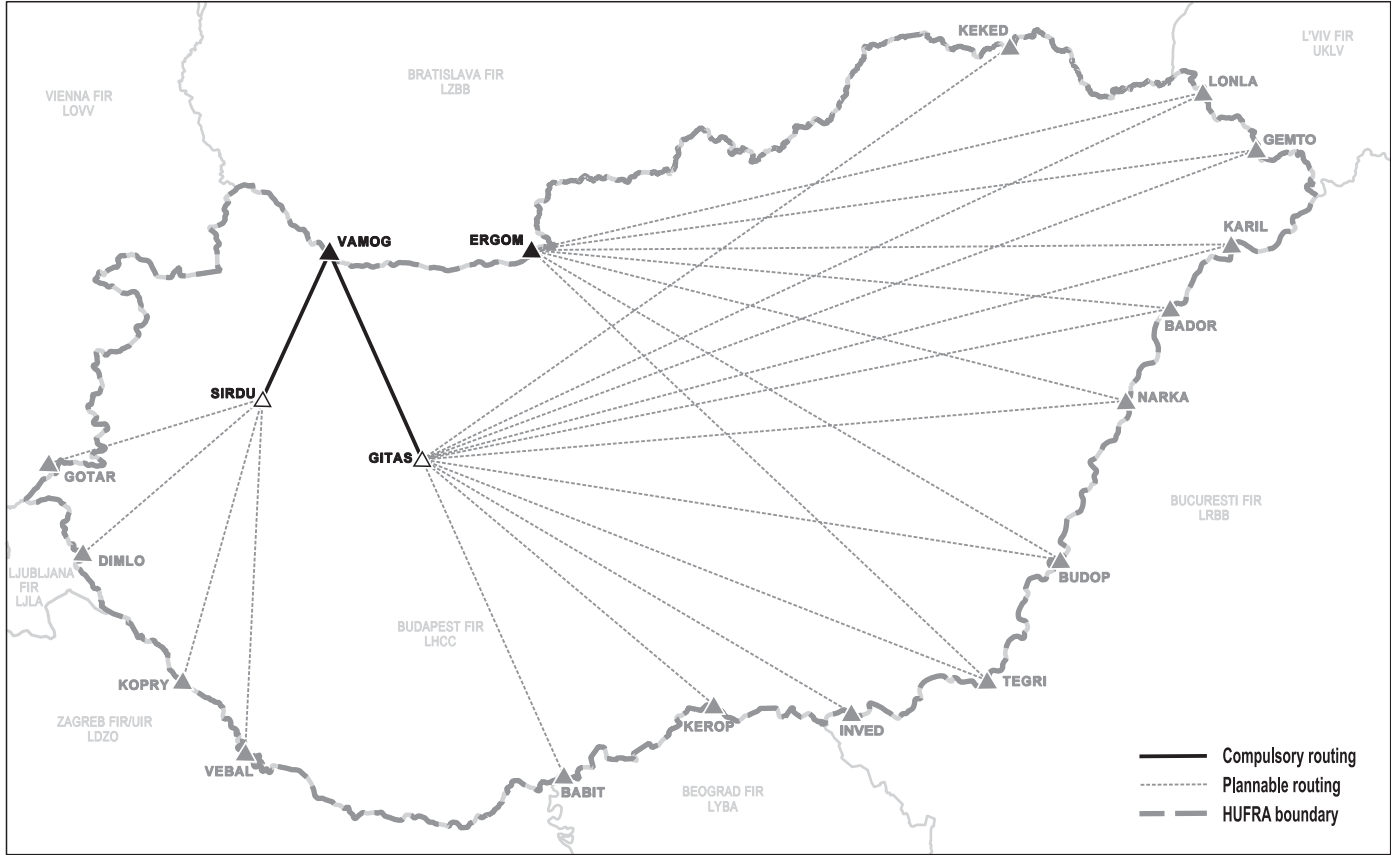 KEKED
L'VIV FIR
UKLV
BRATISLAVA FIR
LZBB
VIENNA FIR
LOVV
LONLA
GEMTO
KARIL
VAMOG
ERGOM
BADOR
SIRDU
NARKA
GITAS
GOTAR
BUCURESTI FIR
LRBB
DIMLO
LJUBLJANA
FIR
LJLA
BUDOP
BUDAPEST FIR
LHCC
KOPRY
TEGRI
ZAGREB FIR/UIR
LDZO
KEROP
INVED
VEBAL
BABIT
BEOGRAD FIR
LYBA
Compulsory routing
Plannable routing
HUFRA boundary